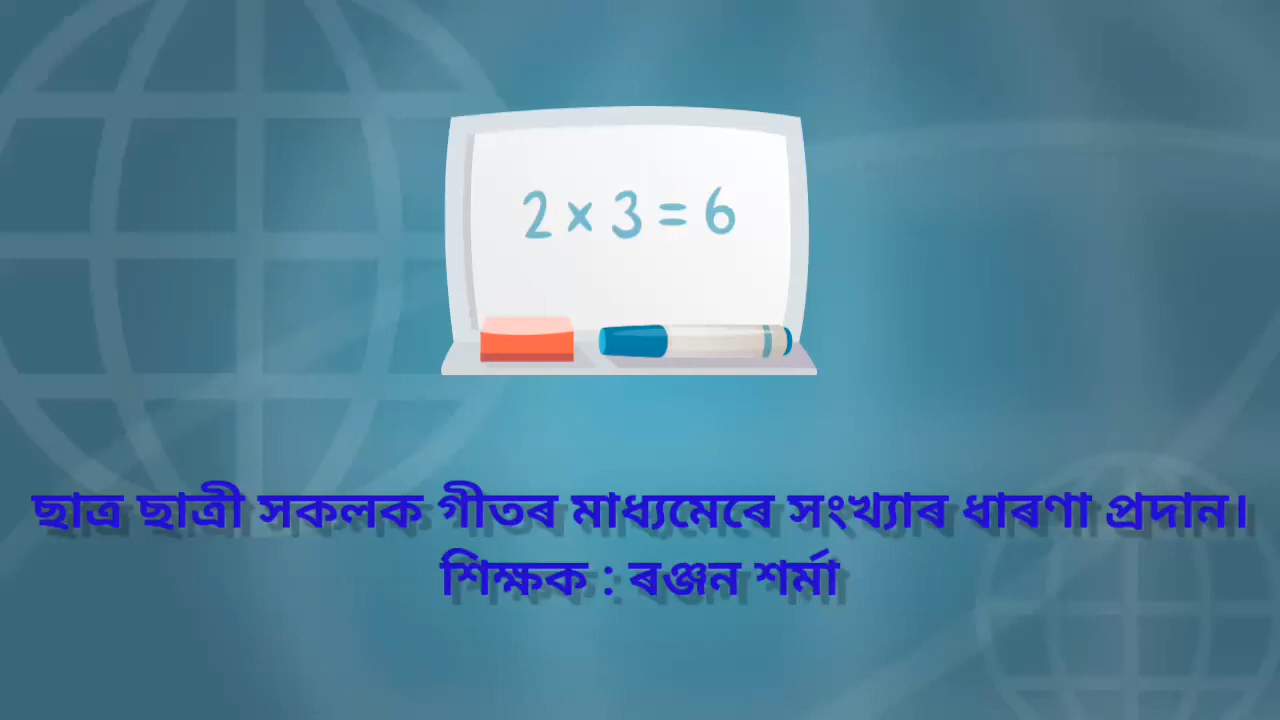 2 × 3 = 6
ছাত্ৰ ছাত্ৰী সকলক গীতৰ মাধ্যমেৰে সংখ্যাৰ ধাৰণা প্ৰদান।
শিক্ষক : ৰঞ্জন শৰ্মা